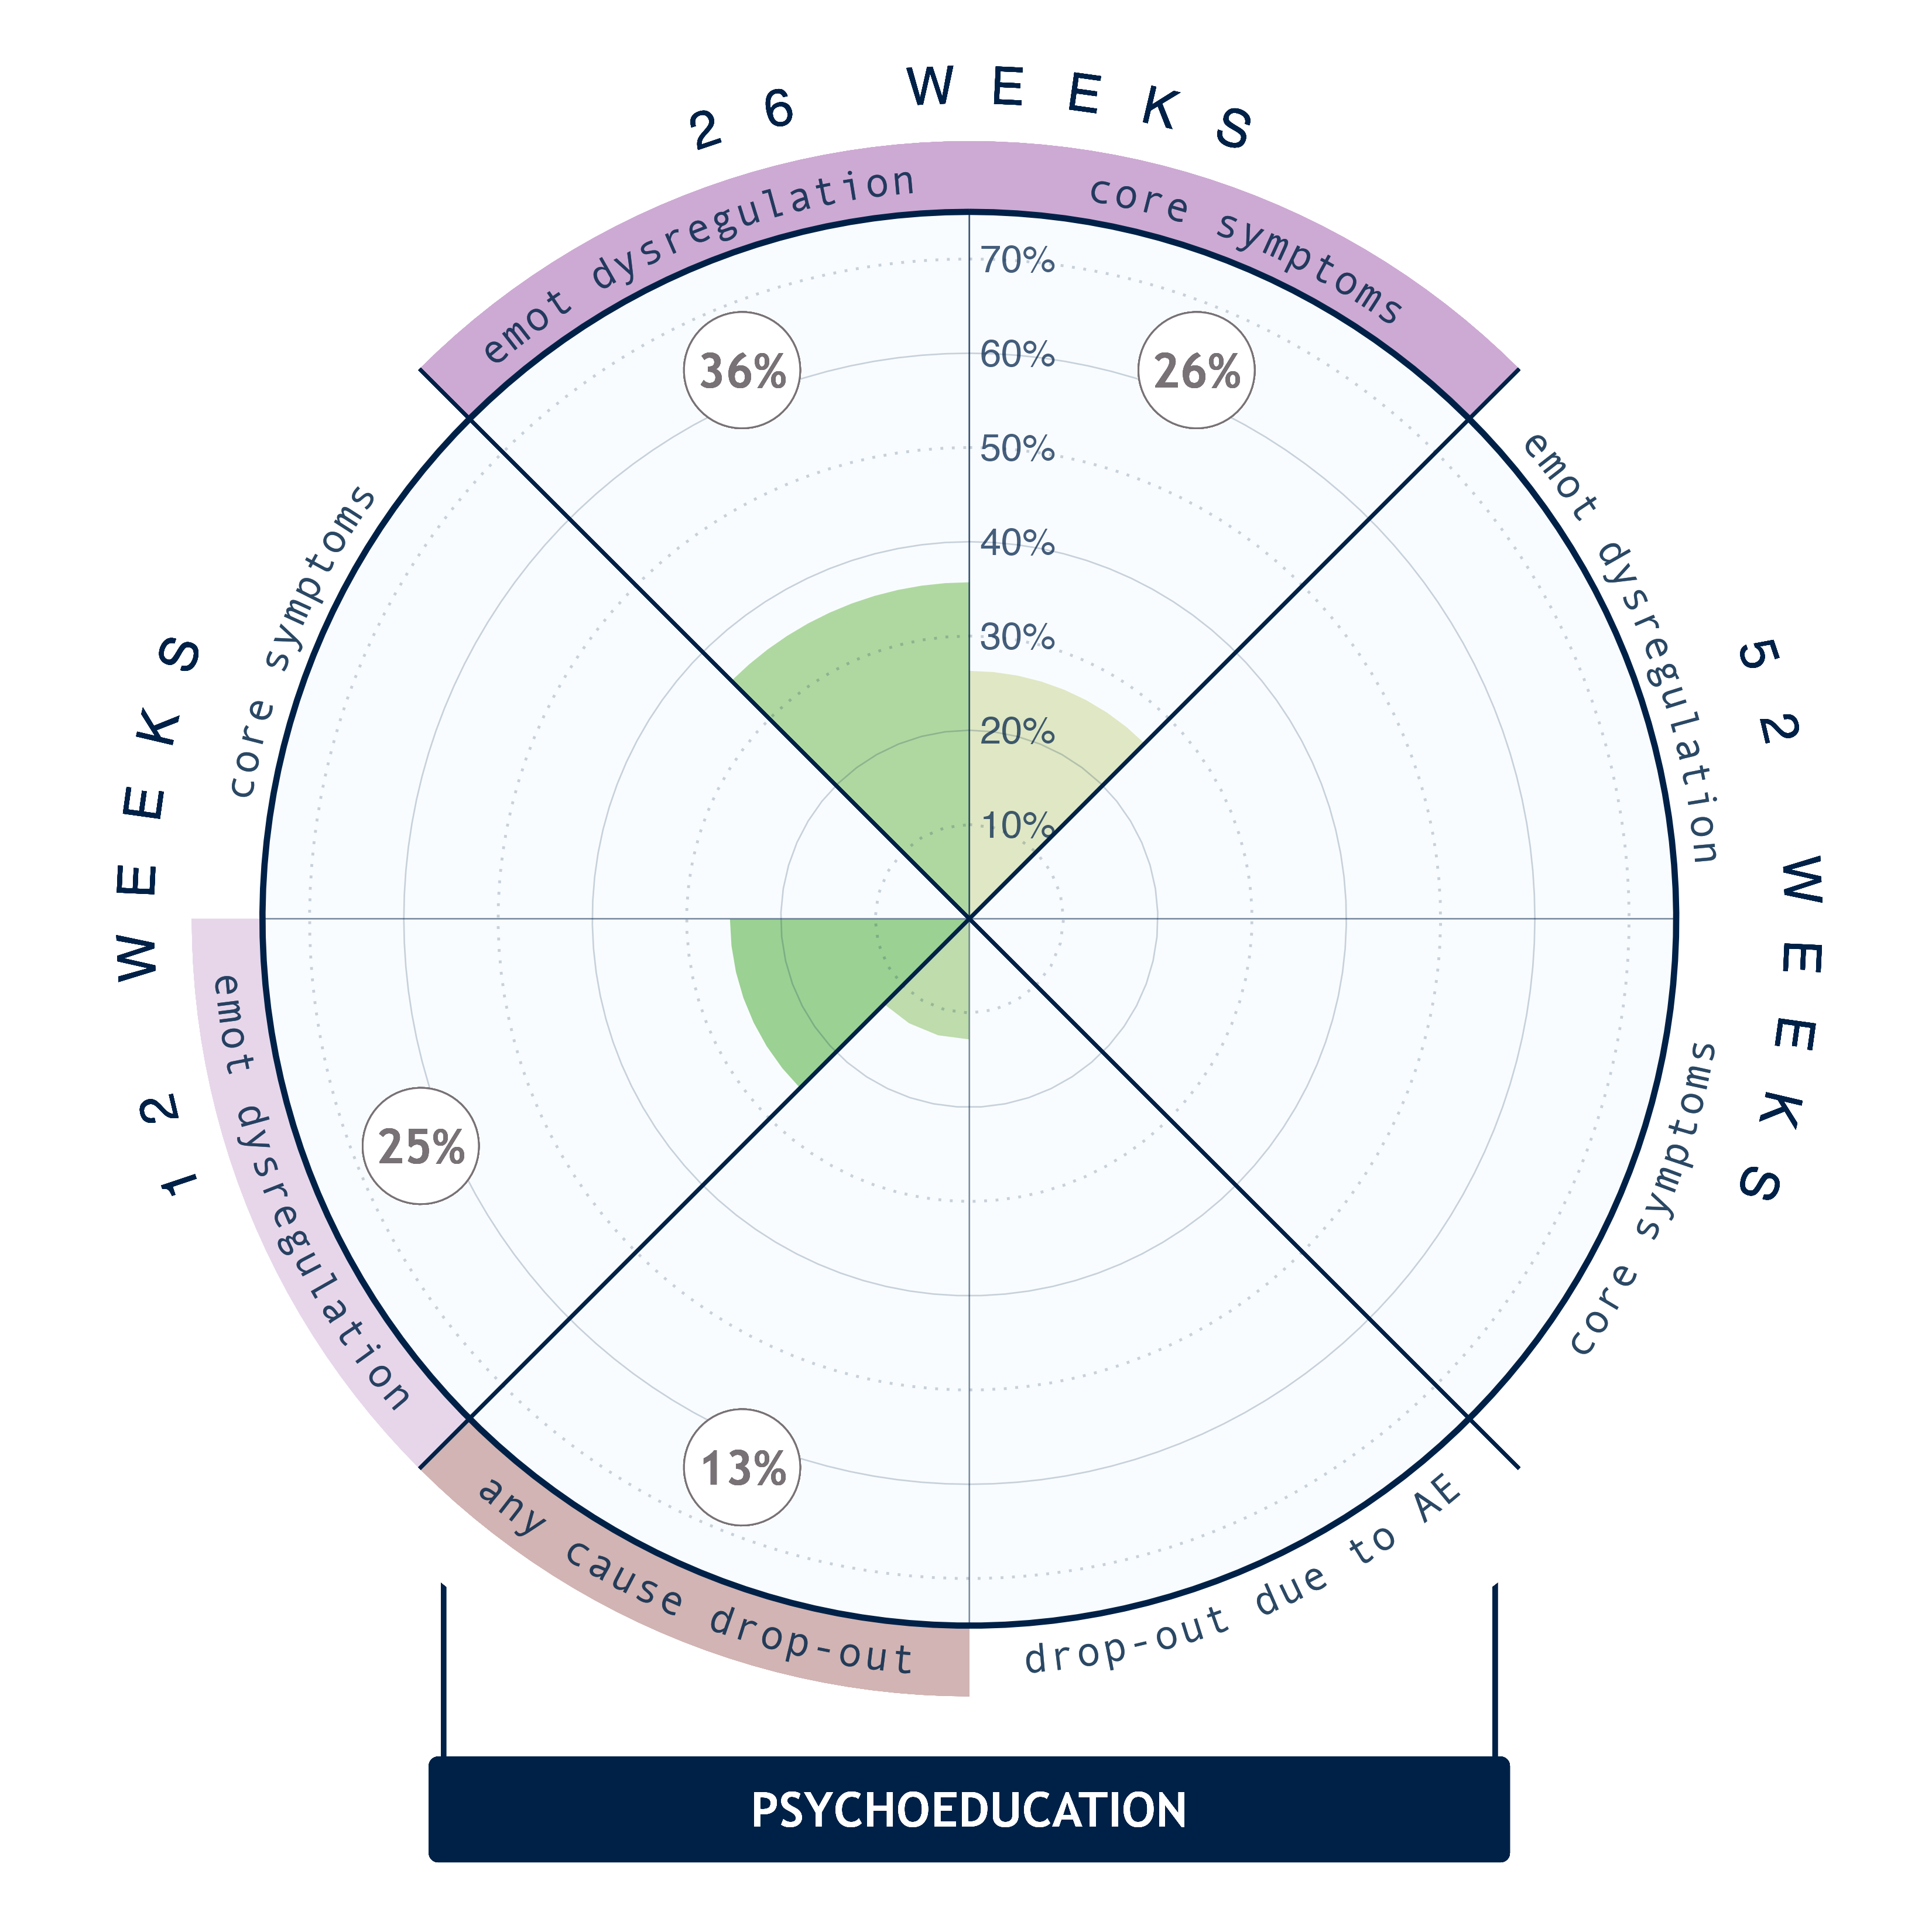 26 WEEKS
emot dysregulation
core symptoms
70%
36%
60%
26%
50%
40%
30%
20%
10%
52 WEEKS
emot dysregulation
core symptoms
12 WEEKS
core symptoms
emot dysregulation
25%
13%
any cause drop-out
drop-out due to AE
PSYCHOEDUCATION